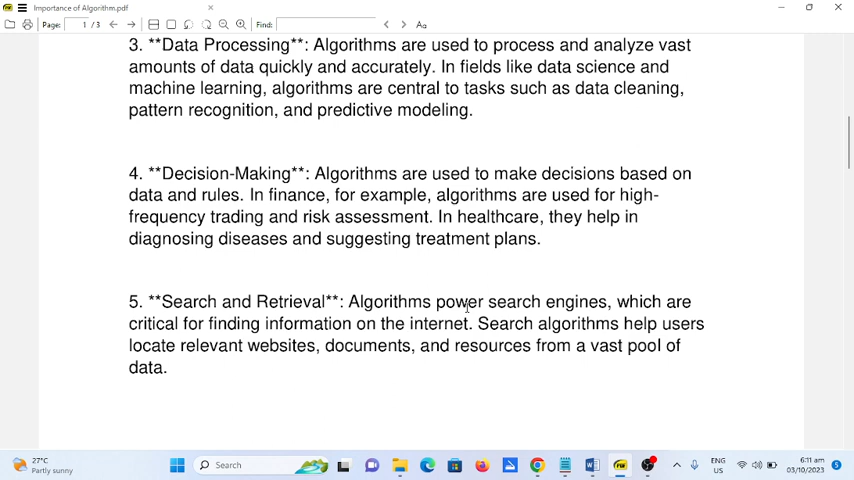 Importance of Algorithm.pdf
Page: 1 / 3 Find: Aa
3. **Data Processing**: Algorithms are used to process and analyze vast
amounts of data quickly and accurately. In fields like data science and
machine learning, algorithms are central to tasks such as data cleaning,
pattern recognition, and predictive modeling.
4. **Decision-Making**: Algorithms are used to make decisions based on
data and rules. In finance, for example, algorithms are used for high-
frequency trading and risk assessment. In healthcare, they help in
diagnosing diseases and suggesting treatment plans.
5. **Search and Retrieval**: Algorithms power search engines, which are
critical for finding information on the internet. Search algorithms help users
locate relevant websites, documents, and resources from a vast pool of
data.
27°C
Partly sunny
Search
ENG
US
6:11 am
03/10/2023
5